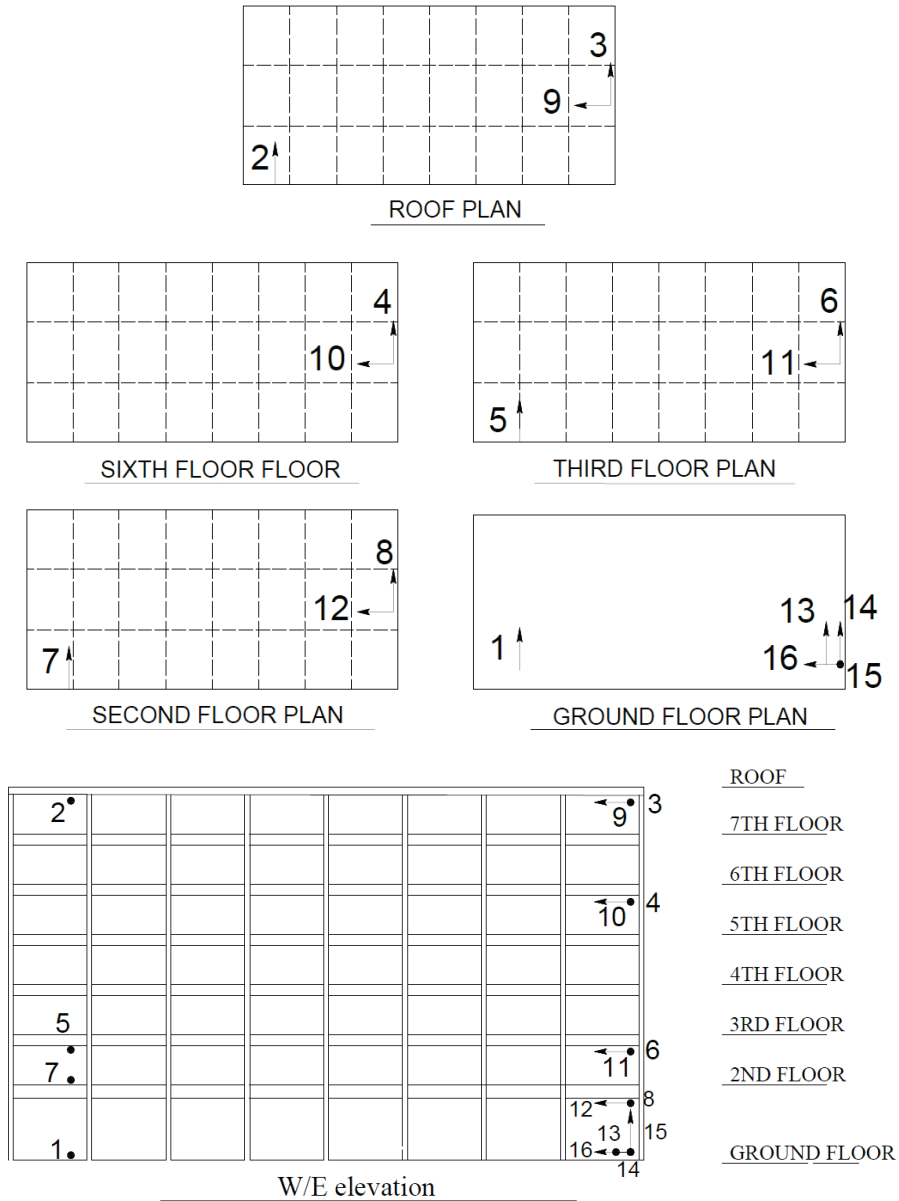 3
9
2
ROOF PLAN
4
10
SIXTH FLOOR FLOOR
6
11
5
THIRD FLOOR PLAN
8
12
7
SECOND FLOOR PLAN
13
14
1
16
15
GROUND FLOOR PLAN
ROOF
2
3
9
7TH FLOOR
6TH FLOOR
4
10
5TH FLOOR
4TH FLOOR
5
3RD FLOOR
6
11
7
2ND FLOOR
12
8
13
15
1
16
14
GROUND FLOOR
W/E elevation